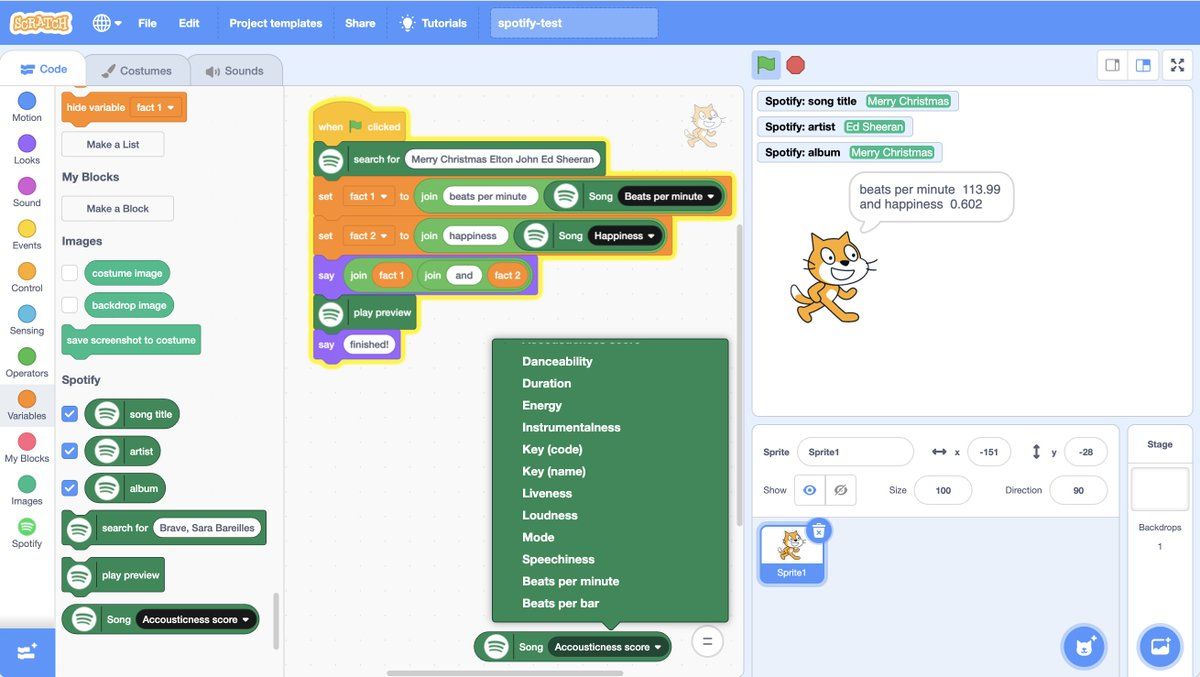 SCRATCH
File Edit Project templates Share Tutorials spotify-test
Code Costumes Sounds
Motion
Looks
Sound
Events
Control
Sensing
Operators
Variables
My Blocks
Images
Spotify
hide variable fact 1
Make a List
My Blocks
Make a Block
Images
costume image
backdrop image
save screenshot to costume
Spotify
song title
artist
album
search for Brave, Sara Bareilles
play preview
Song Accousticness score
when clicked
search for Merry Christmas Elton John Ed Sheeran
set fact 1 to join beats per minute Song Beats per minute
set fact 2 to join happiness Song Happiness
say join fact 1 join and fact 2
play preview
say finished!
Accousticness score
Danceability
Duration
Energy
Instrumentalness
Key (code)
Key (name)
Liveness
Loudness
Mode
Speechiness
Beats per minute
Beats per bar
Song Accousticness score
=
Spotify: song title Merry Christmas
Spotify: artist Ed Sheeran
Spotify: album Merry Christmas
beats per minute 113.99
and happiness 0.602
Sprite Sprite1 x -151 y -28
Show Size 100 Direction 90
Sprite1
Stage
Backdrops
1